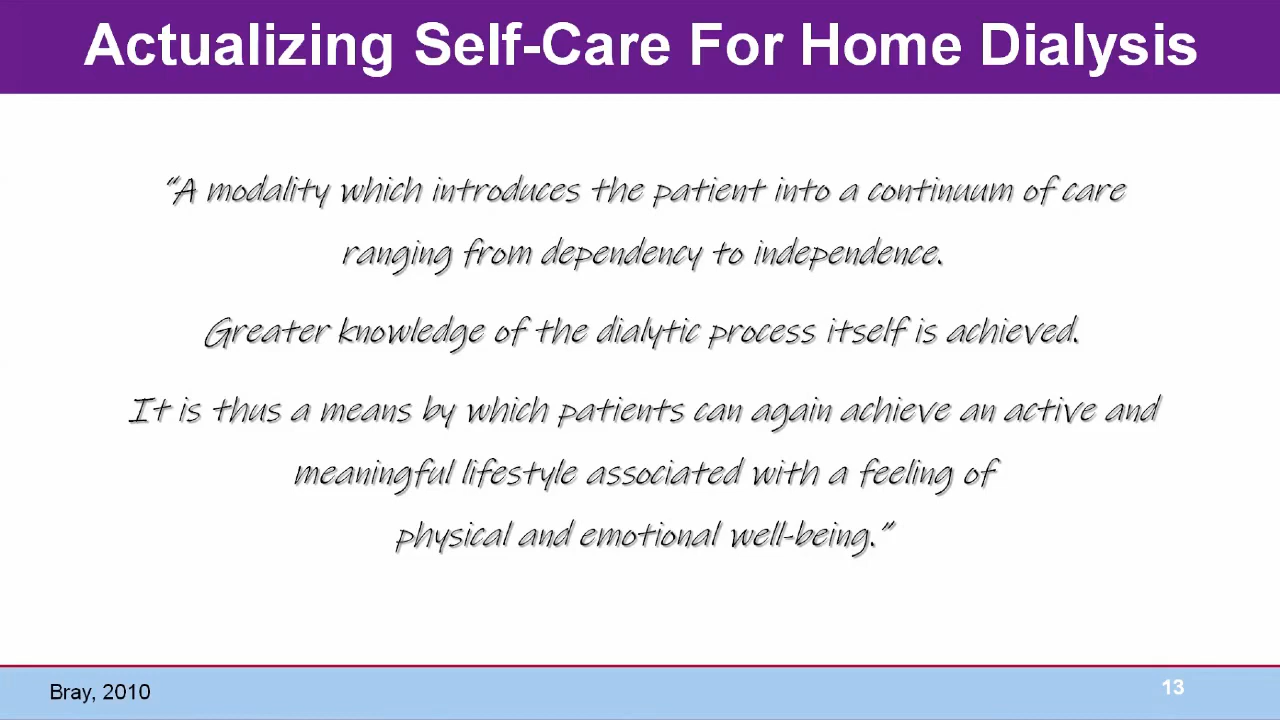 Actualizing Self-Care For Home Dialysis
“A modality which introduces the patient into a continuum of care
ranging from dependency to independence.
Greater knowledge of the dialytic process itself is achieved.
It is thus a means by which patients can again achieve an active and
meaningful lifestyle associated with a feeling of
physical and emotional well-being.”
Bray, 2010
13